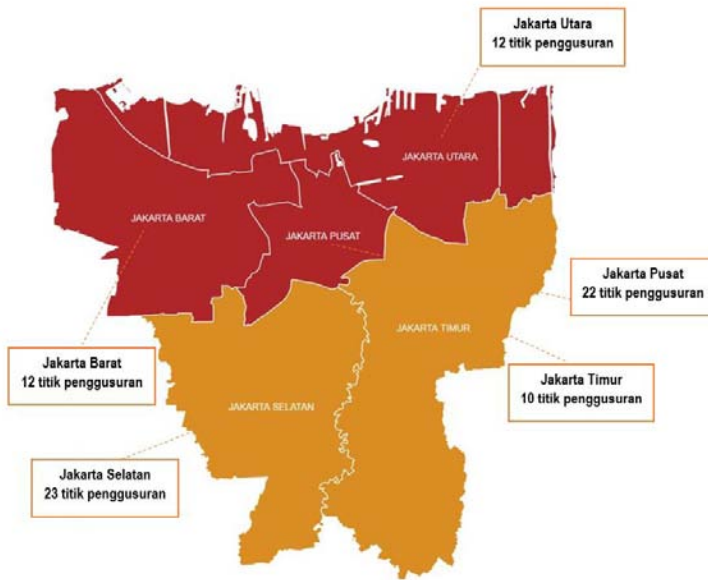 Jakarta Utara
12 titik penggusuran
JAKARTA UTARA
JAKARTA BARAT
JAKARTA PUSAT
Jakarta Pusat
22 titik penggusuran
JAKARTA TIMUR
Jakarta Barat
12 titik penggusuran
Jakarta Timur
10 titik penggusuran
JAKARTA SELATAN
Jakarta Selatan
23 titik penggusuran